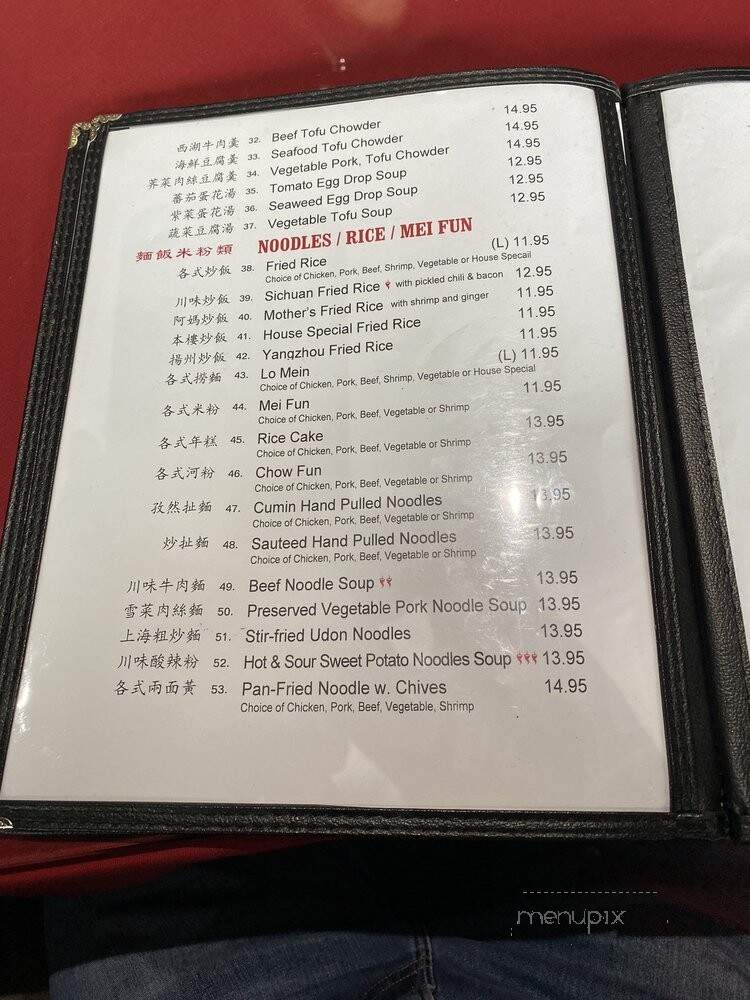 西湖牛肉羹 32. Beef Tofu Chowder 14.95
海鮮豆腐羹 33. Seafood Tofu Chowder 14.95
薺菜肉絲豆腐羹 34. Vegetable Pork, Tofu Chowder 14.95
蕃茄蛋花湯 35. Tomato Egg Drop Soup 12.95
紫菜蛋花湯 36. Seaweed Egg Drop Soup 12.95
蔬菜豆腐湯 37. Vegetable Tofu Soup 12.95
麵飯米粉類 NOODLES / RICE / MEI FUN
各式炒飯 38. Fried Rice (L) 11.95
Choice of Chicken, Pork, Beef, Shrimp, Vegetable or House Specail
川味炒飯 39. Sichuan Fried Rice with pickled chili & bacon 12.95
阿媽炒飯 40. Mother's Fried Rice with shrimp and ginger 11.95
本樓炒飯 41. House Special Fried Rice 11.95
揚州炒飯 42. Yangzhou Fried Rice 11.95
各式撈麵 43. Lo Mein (L) 11.95
Choice of Chicken, Pork, Beef, Shrimp, Vegetable or House Special
各式米粉 44. Mei Fun 11.95
Choice of Chicken, Pork, Beef, Vegetable or Shrimp
各式年糕 45. Rice Cake 13.95
Choice of Chicken, Pork, Beef, Vegetable or Shrimp
各式河粉 46. Chow Fun 13.95
Choice of Chicken, Pork, Beef, Vegetable or Shrimp
孜然扯麵 47. Cumin Hand Pulled Noodles 13.95
Choice of Chicken, Pork, Beef, Vegetable or Shrimp
炒扯麵 48. Sauteed Hand Pulled Noodles 13.95
Choice of Chicken, Pork, Beef, Vegetable or Shrimp
川味牛肉麵 49. Beef Noodle Soup 13.95
雪菜肉絲麵 50. Preserved Vegetable Pork Noodle Soup 13.95
上海粗炒麵 51. Stir-fried Udon Noodles 13.95
川味酸辣粉 52. Hot & Sour Sweet Potato Noodles Soup 13.95
各式兩面黃 53. Pan-Fried Noodle w. Chives 14.95
Choice of Chicken, Pork, Beef, Vegetable, Shrimp
menupix